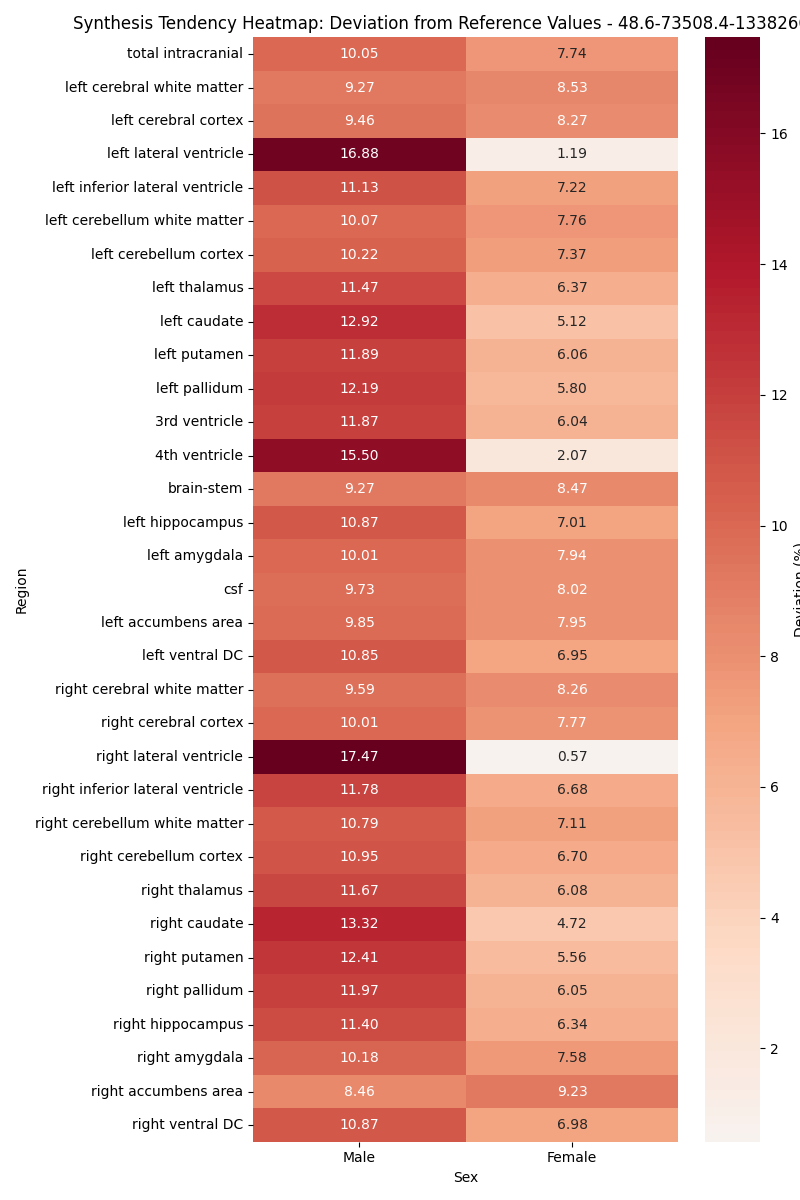 Synthesis Tendency Heatmap: Deviation from Reference Values - 48.6-73508.4-133826
total intracranial 10.05 7.74
left cerebral white matter 9.27 8.53
left cerebral cortex 9.46 8.27
left lateral ventricle 16.88 1.19
left inferior lateral ventricle 11.13 7.22
left cerebellum white matter 10.07 7.76
left cerebellum cortex 10.22 7.37
left thalamus 11.47 6.37
left caudate 12.92 5.12
left putamen 11.89 6.06
left pallidum 12.19 5.80
3rd ventricle 11.87 6.04
4th ventricle 15.50 2.07
brain-stem 9.27 8.47
left hippocampus 10.87 7.01
left amygdala 10.01 7.94
csf 9.73 8.02
left accumbens area 9.85 7.95
left ventral DC 10.85 6.95
right cerebral white matter 9.59 8.26
right cerebral cortex 10.01 7.77
right lateral ventricle 17.47 0.57
right inferior lateral ventricle 11.78 6.68
right cerebellum white matter 10.79 7.11
right cerebellum cortex 10.95 6.70
right thalamus 11.67 6.08
right caudate 13.32 4.72
right putamen 12.41 5.56
right pallidum 11.97 6.05
right hippocampus 11.40 6.34
right amygdala 10.18 7.58
right accumbens area 8.46 9.23
right ventral DC 10.87 6.98
Male Female
Sex
Region
16
14
12
10
8
6
4
2
Deviation (%)